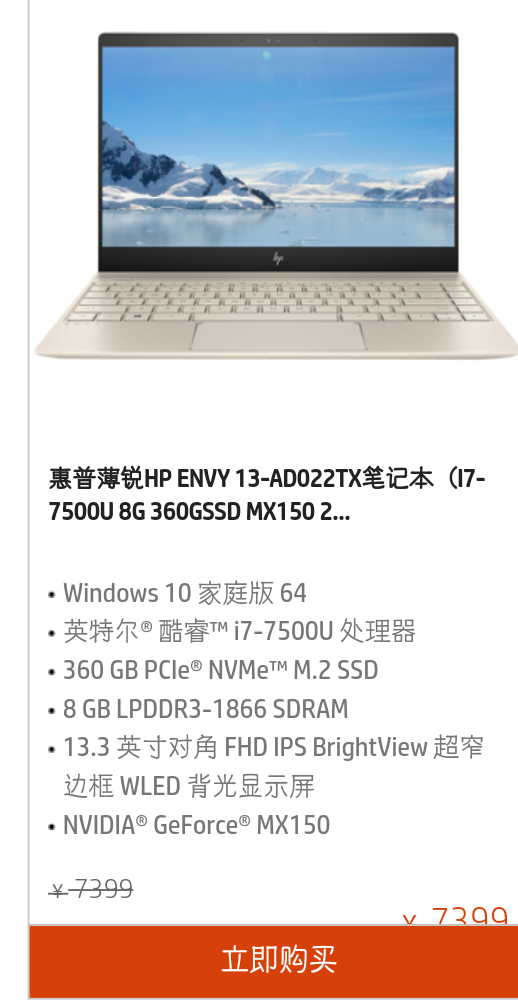 hp
惠普薄锐HP ENVY 13-AD022TX笔记本（I7-
7500U 8G 360GSSD MX150 2...
• Windows 10 家庭版 64
• 英特尔® 酷睿™ i7-7500U 处理器
• 360 GB PCIe® NVMe™ M.2 SSD
• 8 GB LPDDR3-1866 SDRAM
• 13.3 英寸对角 FHD IPS BrightView 超窄
边框 WLED 背光显示屏
• NVIDIA® GeForce® MX150
¥ 7399
¥ 7399
立即购买